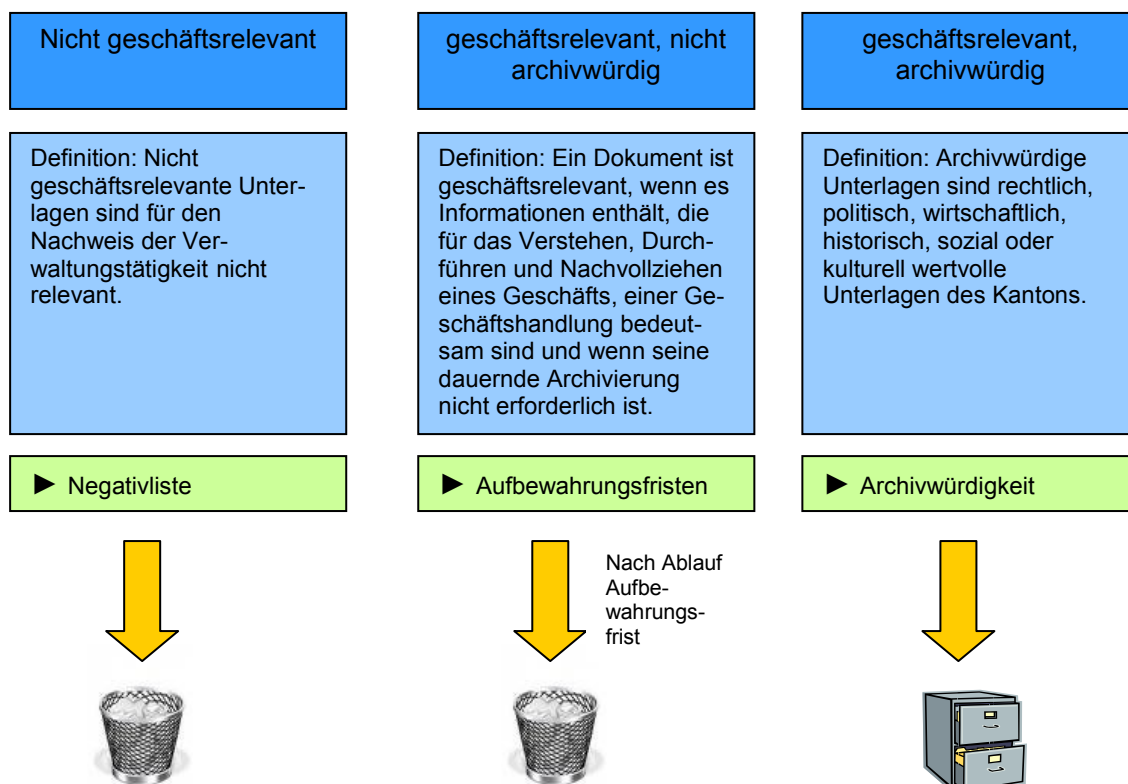 Nicht geschäftsrelevant
geschäftsrelevant, nicht
archivwürdig
geschäftsrelevant,
archivwürdig
Definition: Nicht
geschäftsrelevante Unter-
lagen sind für den
Nachweis der Ver-
waltungstätigkeit nicht
relevant.
Definition: Ein Dokument ist
geschäftsrelevant, wenn es
Informationen enthält, die
für das Verstehen, Durch-
führen und Nachvollziehen
eines Geschäfts, einer Ge-
schäftshandlung bedeut-
sam sind und wenn seine
dauernde Archivierung
nicht erforderlich ist.
Definition: Archivwürdige
Unterlagen sind rechtlich,
politisch, wirtschaftlich,
historisch, sozial oder
kulturell wertvolle
Unterlagen des Kantons.
► Negativliste
► Aufbewahrungsfristen
► Archivwürdigkeit
Nach Ablauf
Aufbe-
wahrungs-
frist